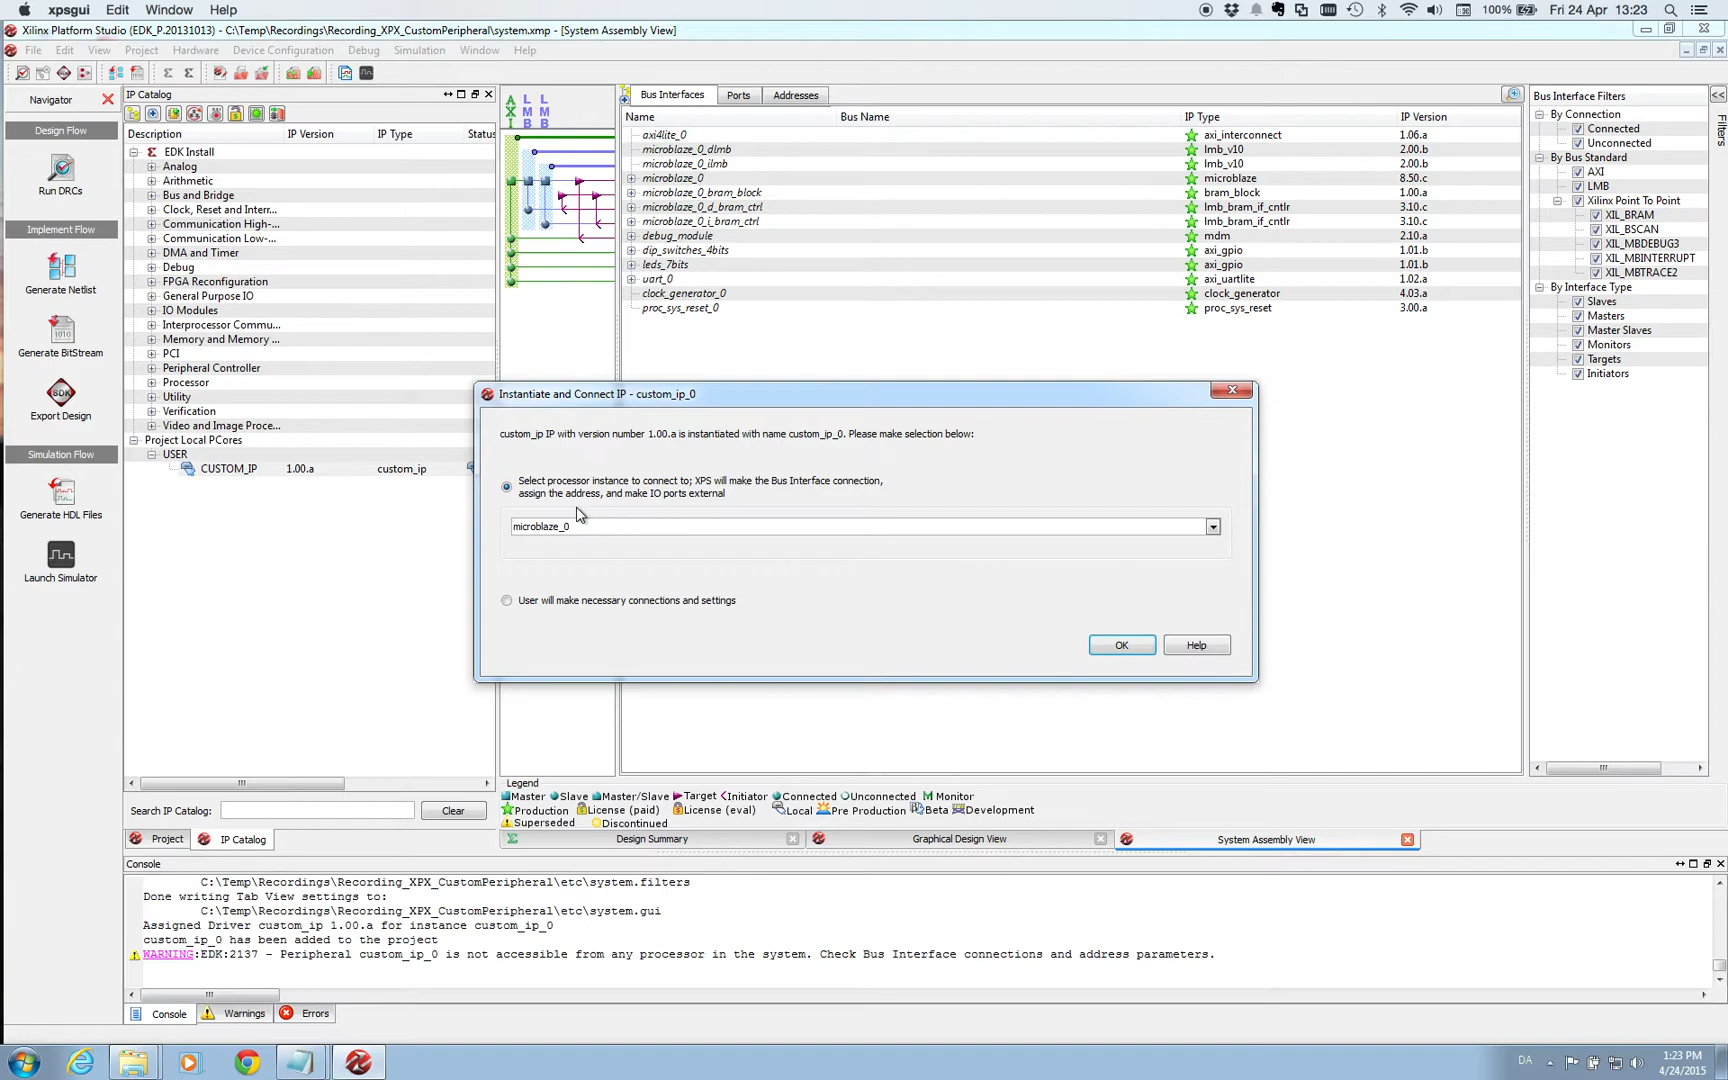 xpsgui Edit Window Help
100% Fri 24 Apr 13:23
Xilinx Platform Studio (EDK_P.20131013) - C:\Temp\Recordings\Recording_XPX_CustomPeripheral\system.xmp - [System Assembly View]
File Edit View Project Hardware Device Configuration Debug Simulation Window Help
Navigator
Design Flow
Run DRCs
Implement Flow
Generate Netlist
Generate BitStream
SDK
Export Design
Simulation Flow
Generate HDL Files
Launch Simulator
IP Catalog
Description IP Version IP Type Status
EDK Install
Analog
Arithmetic
Bus and Bridge
Clock, Reset and Interr...
Communication High-...
Communication Low-...
DMA and Timer
Debug
FPGA Reconfiguration
General Purpose IO
IO Modules
Interprocessor Commu...
Memory and Memory ...
PCI
Peripheral Controller
Processor
Utility
Verification
Video and Image Proce...
Project Local PCores
USER
CUSTOM_IP 1.00.a custom_ip
Search IP Catalog: Clear
Project IP Catalog
AXI LMB LMB
Bus Interfaces Ports Addresses
Name Bus Name IP Type IP Version
axi4lite_0 axi_interconnect 1.06.a
microblaze_0_dlmb lmb_v10 2.00.b
microblaze_0_ilmb lmb_v10 2.00.b
microblaze_0 microblaze 8.50.c
microblaze_0_bram_block bram_block 1.00.a
microblaze_0_d_bram_ctrl lmb_bram_if_cntlr 3.10.c
microblaze_0_i_bram_ctrl lmb_bram_if_cntlr 3.10.c
debug_module mdm 2.10.a
dip_switches_4bits axi_gpio 1.01.b
leds_7bits axi_gpio 1.01.b
uart_0 axi_uartlite 1.02.a
clock_generator_0 clock_generator 4.03.a
proc_sys_reset_0 proc_sys_reset 3.00.a
Bus Interface Filters
By Connection
Connected
Unconnected
By Bus Standard
AXI
LMB
Xilinx Point To Point
XIL_BRAM
XIL_BSCAN
XIL_MBDEBUG3
XIL_MBINTERRUPT
XIL_MBTRACE2
By Interface Type
Slaves
Masters
Master Slaves
Monitors
Targets
Initiators
Filters
Instantiate and Connect IP - custom_ip_0
custom_ip IP with version number 1.00.a is instantiated with name custom_ip_0. Please make selection below:
Select processor instance to connect to; XPS will make the Bus Interface connection,
assign the address, and make IO ports external
microblaze_0
User will make necessary connections and settings
OK Help
Legend
Master Slave Master/Slave Target Initiator Connected Unconnected M Monitor
Production License (paid) License (eval) Local Pre Production Beta Development
Superseded Discontinued
Design Summary Graphical Design View System Assembly View
Console
C:\Temp\Recordings\Recording_XPX_CustomPeripheral\etc\system.filters
Done writing Tab View settings to:
C:\Temp\Recordings\Recording_XPX_CustomPeripheral\etc\system.gui
Assigned Driver custom_ip 1.00.a for instance custom_ip_0
custom_ip_0 has been added to the project
WARNING:EDK:2137 - Peripheral custom_ip_0 is not accessible from any processor in the system. Check Bus Interface connections and address parameters.
Console Warnings Errors
DA
1:23 PM
4/24/2015